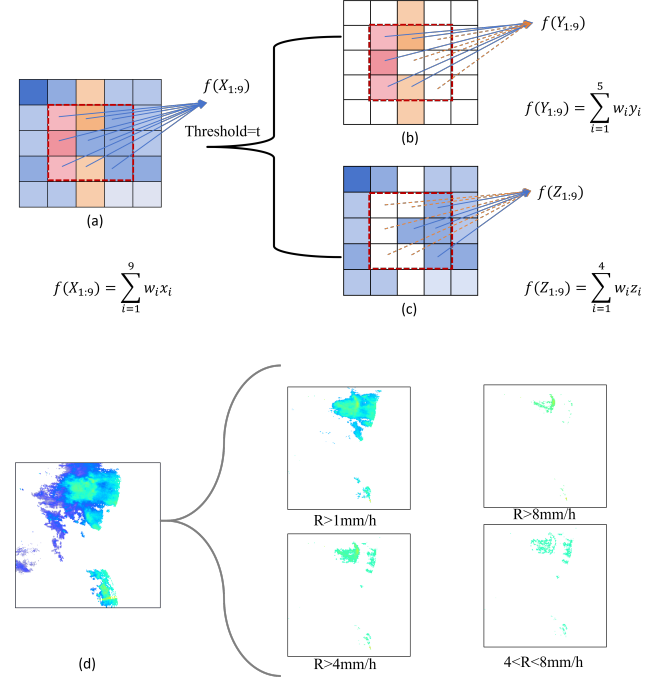 f(Y₁:₉)
f(X₁:₉)
Threshold=t
(b)
f(Y₁:₉) = ∑⁵ᵢ₌₁ wᵢyᵢ
(a)
f(Z₁:₉)
f(X₁:₉) = ∑⁹ᵢ₌₁ wᵢxᵢ
(c)
f(Z₁:₉) = ∑⁴ᵢ₌₁ wᵢzᵢ
R>1mm/h
R>8mm/h
(d)
R>4mm/h
4<R<8mm/h